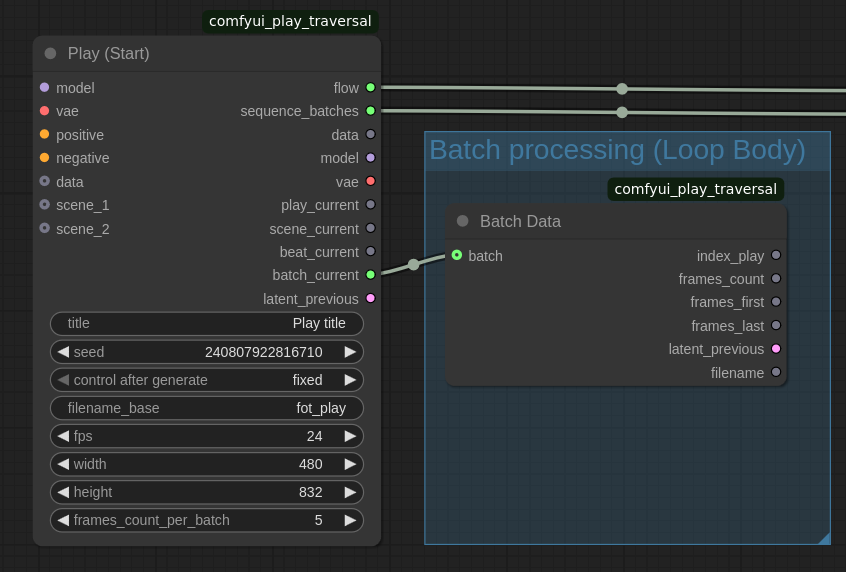 comfyui_play_traversal
Play (Start)
model flow
vae sequence_batches
positive data
negative model
data vae
scene_1 play_current
scene_2 scene_current
beat_current
batch_current
latent_previous
title Play title
seed 240807922816710
control after generate fixed
filename_base fot_play
fps 24
width 480
height 832
frames_count_per_batch 5
Batch processing (Loop Body)
comfyui_play_traversal
Batch Data
batch index_play
frames_count
frames_first
frames_last
latent_previous
filename